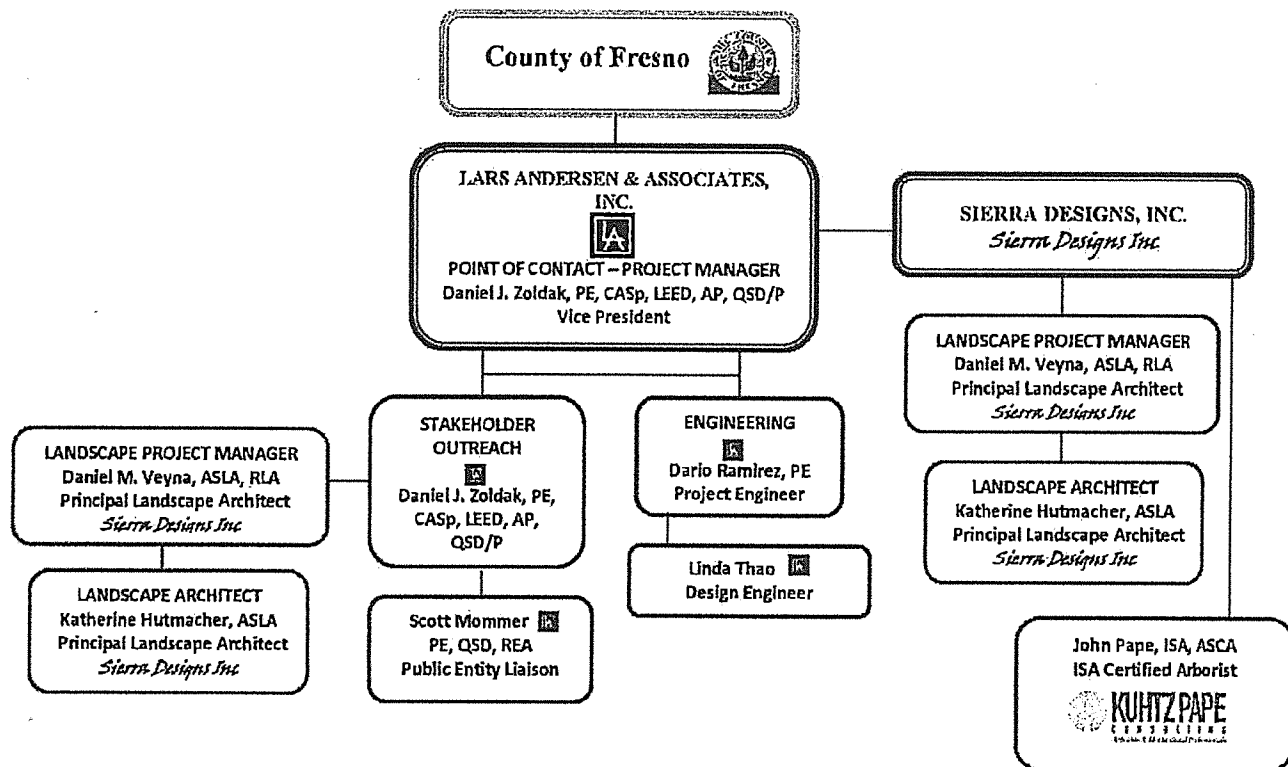 County of Fresno
LARS ANDERSEN & ASSOCIATES,
INC.
LA
POINT OF CONTACT – PROJECT MANAGER
Daniel J. Zoldak, PE, CASp, LEED, AP, QSD/P
Vice President
SIERRA DESIGNS, INC.
Sierra Designs Inc
LANDSCAPE PROJECT MANAGER
Daniel M. Veyna, ASLA, RLA
Principal Landscape Architect
Sierra Designs Inc
LANDSCAPE ARCHITECT
Katherine Hutmacher, ASLA
Principal Landscape Architect
Sierra Designs Inc
STAKEHOLDER
OUTREACH
Daniel J. Zoldak, PE,
CASp, LEED, AP,
QSD/P
Scott Mommer
PE, QSD, REA
Public Entity Liaison
ENGINEERING
Dario Ramirez, PE
Project Engineer
Linda Thao
Design Engineer
LANDSCAPE PROJECT MANAGER
Daniel M. Veyna, ASLA, RLA
Principal Landscape Architect
Sierra Designs Inc
LANDSCAPE ARCHITECT
Katherine Hutmacher, ASLA
Principal Landscape Architect
Sierra Designs Inc
John Pape, ISA, ASCA
ISA Certified Arborist
KUHTZPAPE
CONSULTING